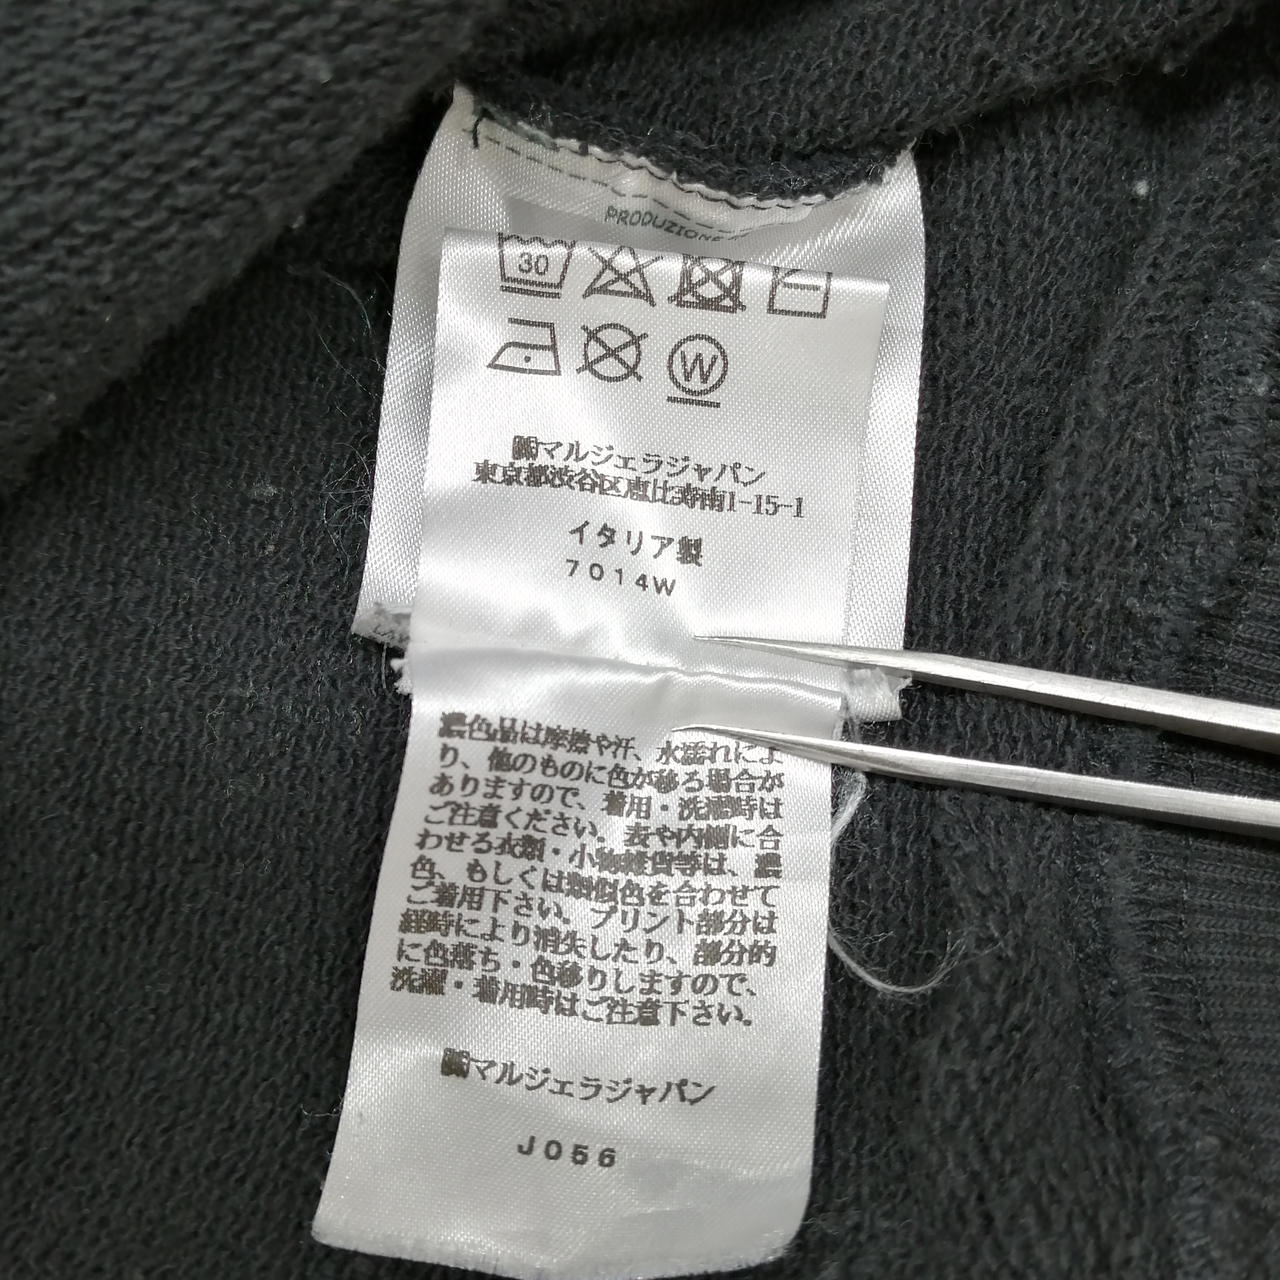 PRODUZIONE
30
W
㈱マルジェラジャパン
東京都渋谷区恵比寿南1-15-1
イタリア製
7014W
濃色品は摩擦や汗、水濡れによ
り、他のものに色が移る場合が
ありますので、着用・洗濯時は
ご注意ください。表や内側に合
わせる衣類・小物雑貨等は、濃
色、もしくは類似色を合わせて
ご着用下さい。プリント部分は
経時により消失したり、部分的
に色落ち・色移りしますので、
洗濯・着用時はご注意下さい。
㈱マルジェラジャパン
J056